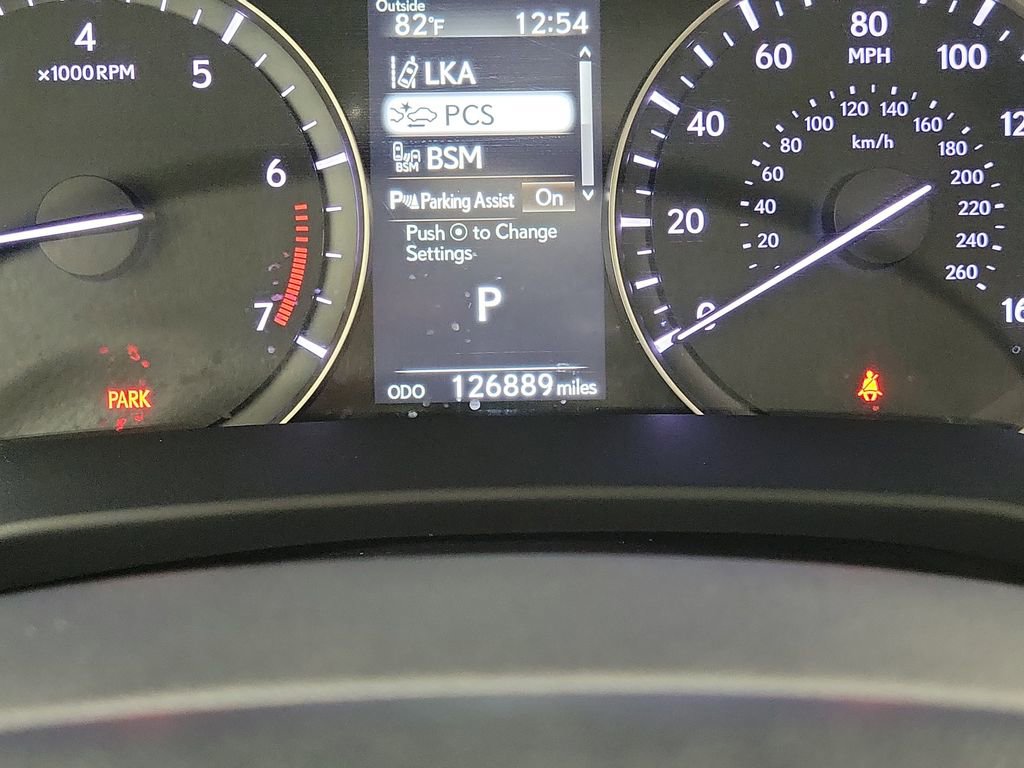 4
×1000RPM
5
6
7
PARK
Outside
82°F 12:54
LKA
PCS
BSM
BSM
P Parking Assist On
Push to Change
Settings
P
ODO 126889 miles
80
MPH
60
100
40
20
0
km/h
20
40
60
80
100
120
140
160
180
200
220
240
260